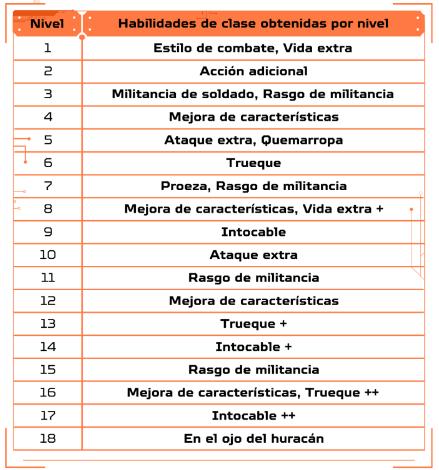 Nivel Habilidades de clase obtenidas por nivel
1 Estilo de combate, Vida extra
2 Acción adicional
3 Militancia de soldado, Rasgo de militancia
4 Mejora de características
5 Ataque extra, Quemarropa
6 Trueque
7 Proeza, Rasgo de militancia
8 Mejora de características, Vida extra +
9 Intocable
10 Ataque extra
11 Rasgo de militancia
12 Mejora de características
13 Trueque +
14 Intocable +
15 Rasgo de militancia
16 Mejora de características, Trueque ++
17 Intocable ++
18 En el ojo del huracán